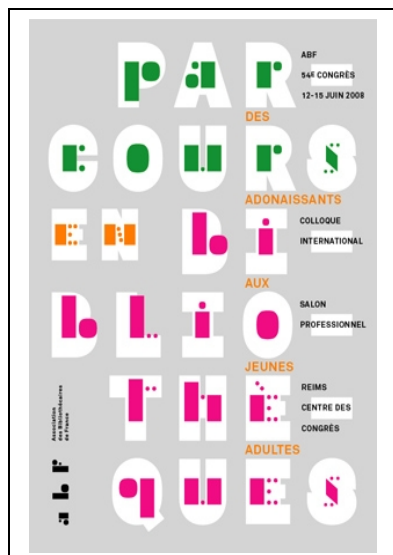 PAR
ABF
54E CONGRÈS
12-15 JUIN 2008
DES
COURS
ADONAISSANTS
EN BI
COLLOQUE
INTERNATIONAL
AUX
BLIO
SALON
PROFESSIONNEL
JEUNES
THÈ
REIMS
CENTRE DES
CONGRÈS
ADULTES
QUES
Association
des Bibliothécaires
de France
abf